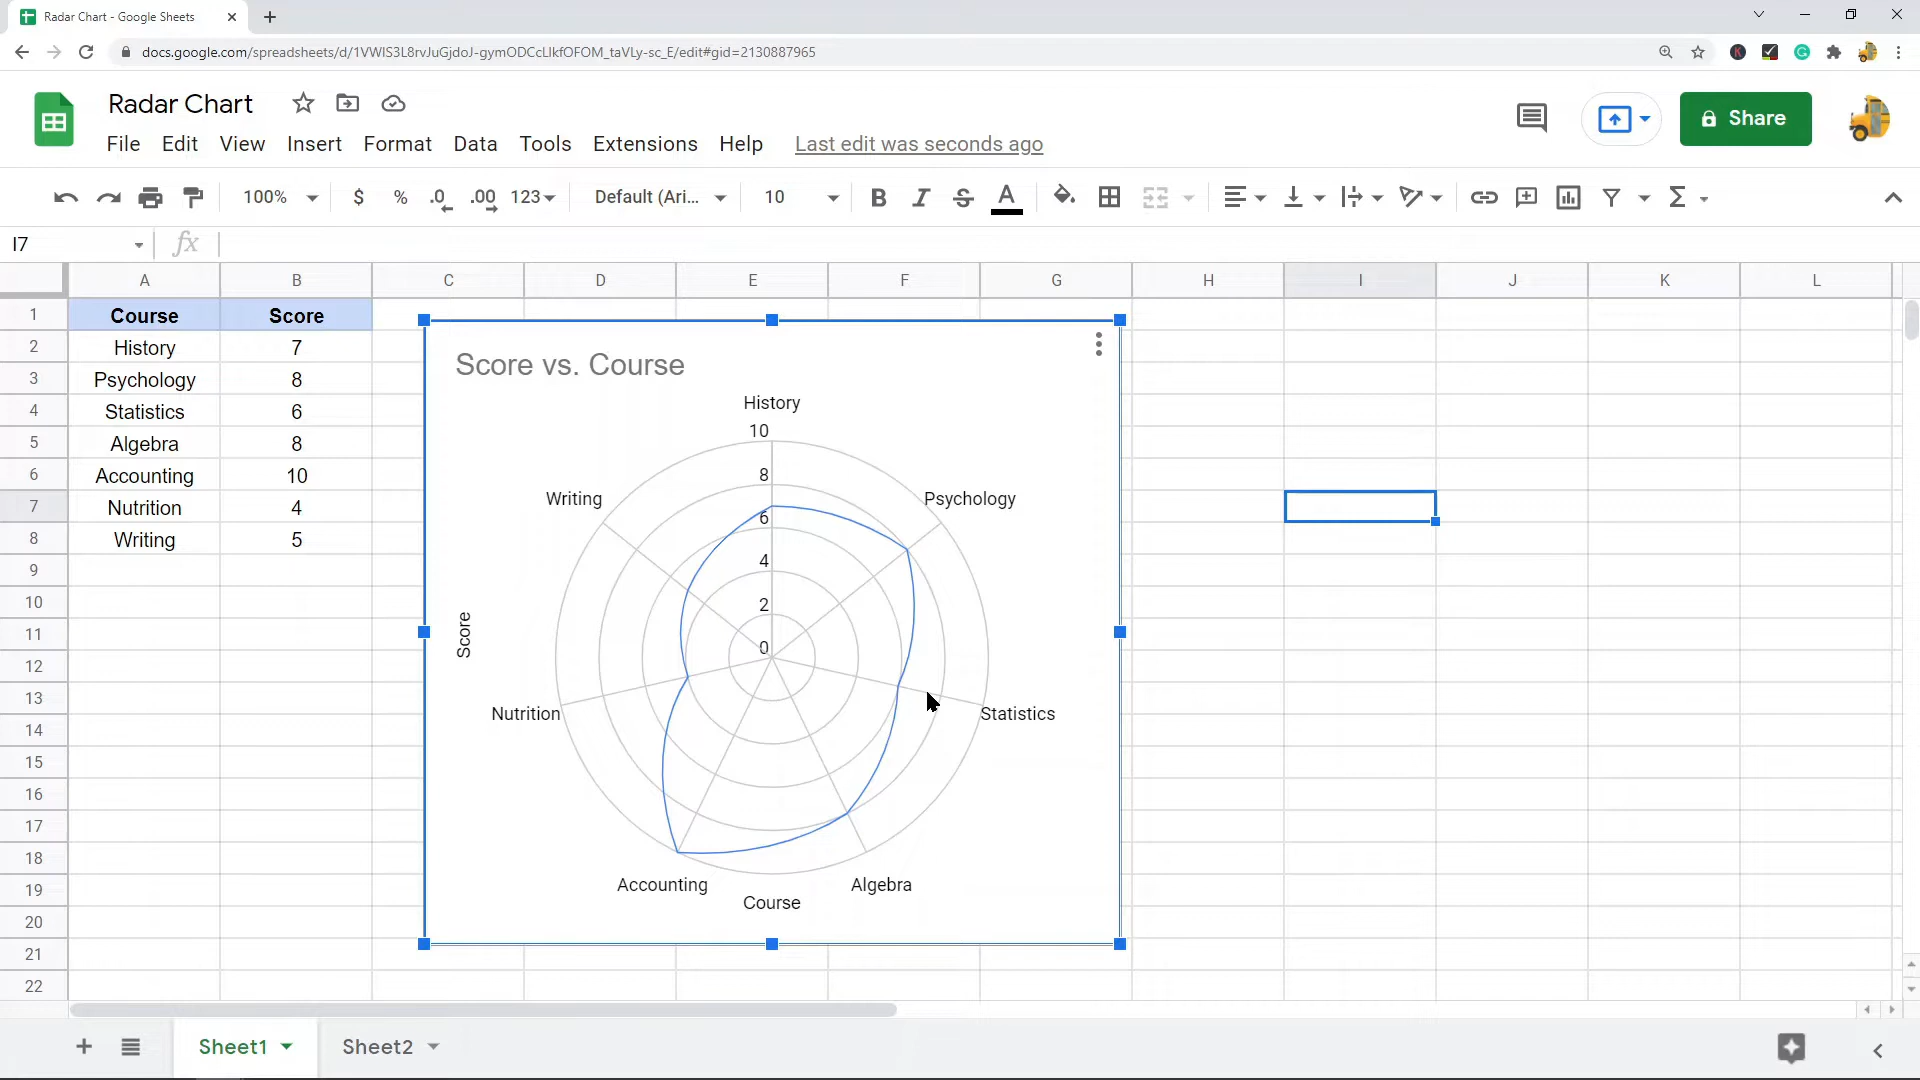 Radar Chart - Google Sheets
docs.google.com/spreadsheets/d/1VWIS3L8rvJuGjdoJ-gymODCcLlkfOFOM_taVLy-sc_E/edit#gid=2130887965
Radar Chart
File Edit View Insert Format Data Tools Extensions Help Last edit was seconds ago
Share
100% $ % .0 .00 123 Default (Ari... 10 B I S A
I7 fx
A B C D E F G H I J K L
1 Course Score
2 History 7
3 Psychology 8
4 Statistics 6
5 Algebra 8
6 Accounting 10
7 Nutrition 4
8 Writing 5
9
10
11
12
13
14
15
16
17
18
19
20
21
22
Score vs. Course
History
10
8
Writing
Psychology
6
4
2
0
Score
Nutrition
Statistics
Accounting
Algebra
Course
Sheet1 Sheet2